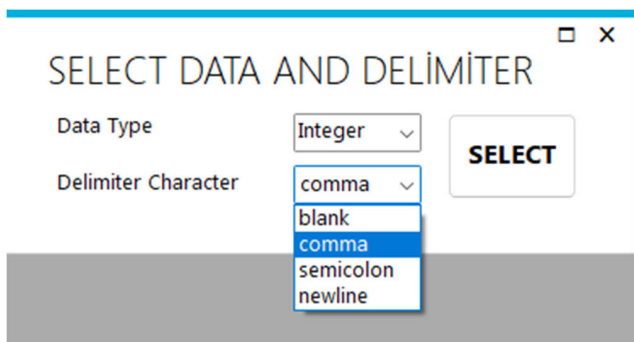 SELECT DATA AND DELİMİTER
Data Type
Integer
SELECT
Delimiter Character
comma
blank
comma
semicolon
newline